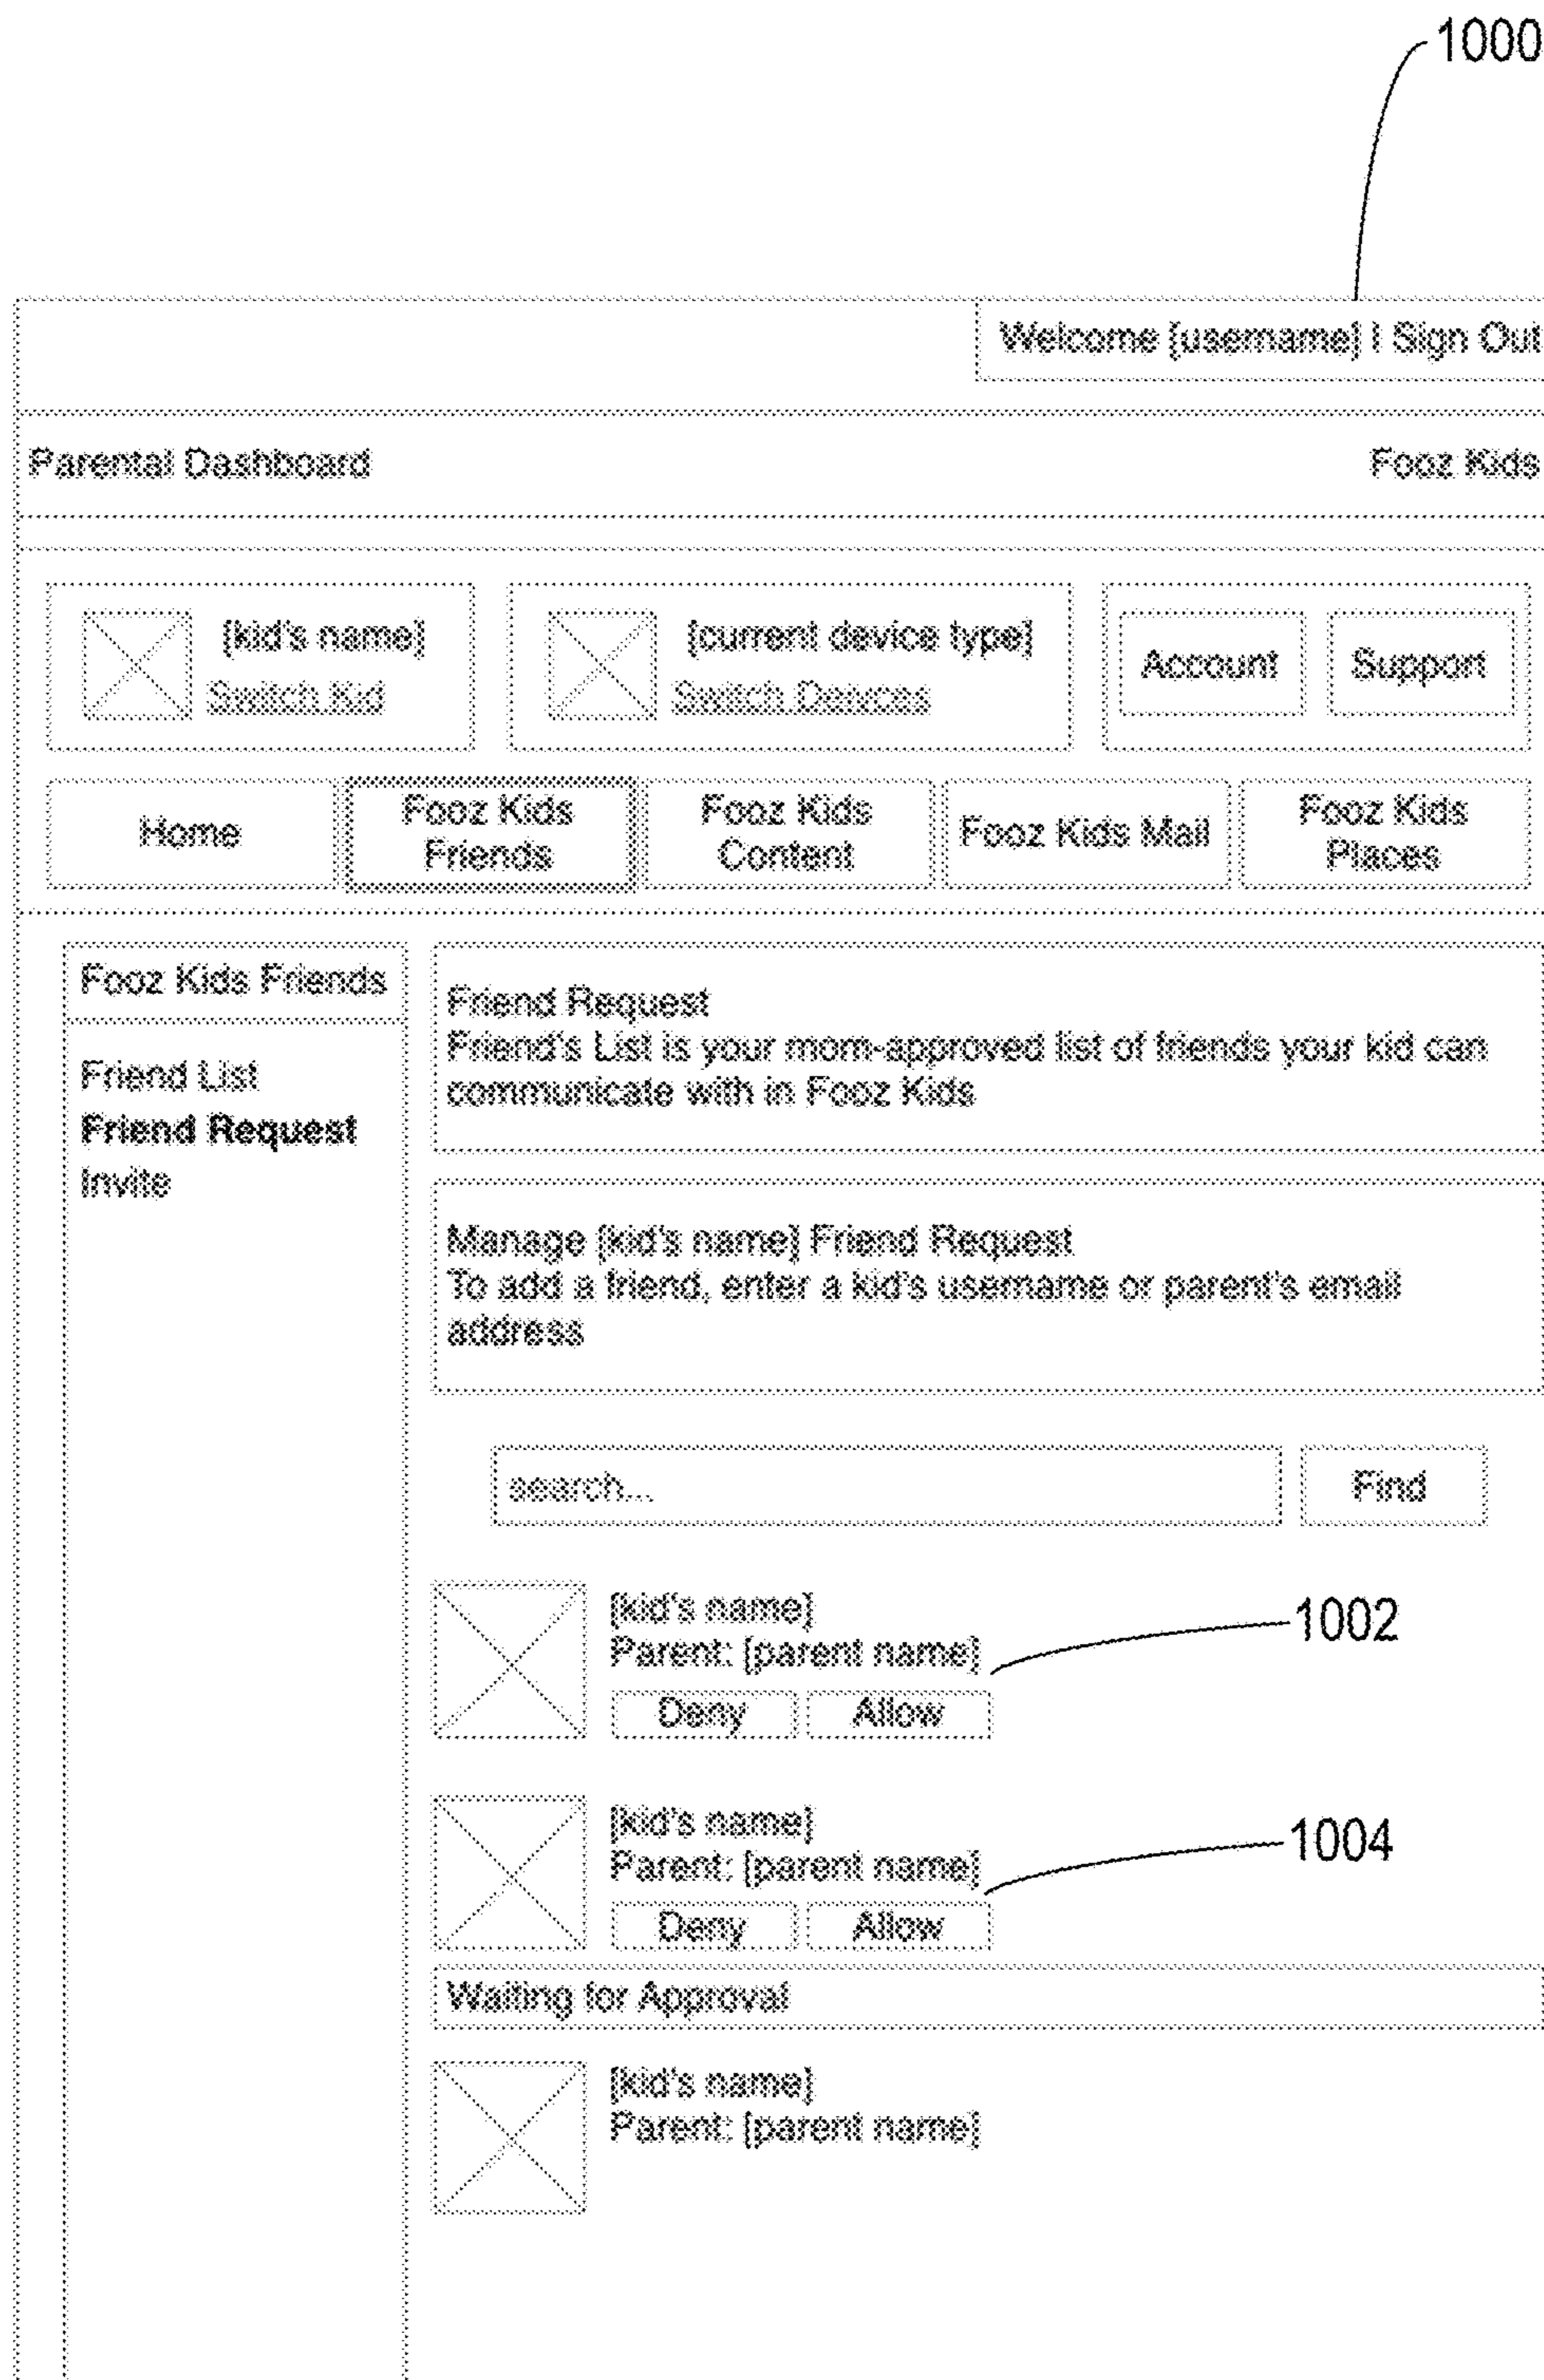 1000
Welcome [username] | Sign Out
Parental Dashboard
Fooz Kids
[kid's name]
Switch Kid
[current device type]
Switch Deivces
Account
Support
Home
Fooz Kids
Friends
Fooz Kids
Content
Fooz Kids Mail
Fooz Kids
Places
Fooz Kids Friends
Friend List
Friend Request
Invite
Friend Request
Friend's List is your mom-approved list of friends your kid can
communicate with in Fooz Kids
Manage [kid's name] Friend Request
To add a friend, enter a kid's username or parent's email
address
search...
Find
[kid's name]
Parent: [parent name]
Deny
Allow
1002
[kid's name]
Parent: [parent name]
Deny
Allow
1004
Waiting for Approval
[kid's name]
Parent: [parent name]